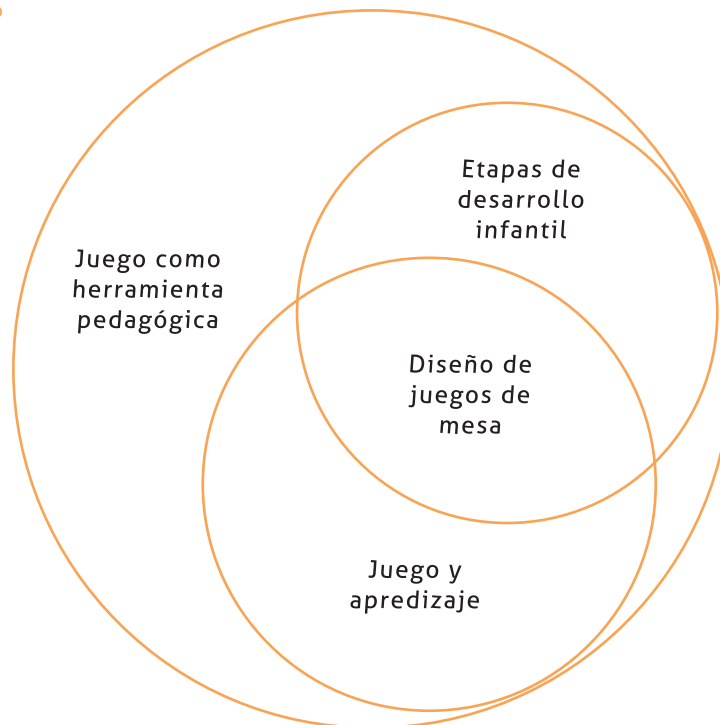 Etapas de
desarrollo
infantil
Juego como
herramienta
pedagógica
Diseño de
juegos de
mesa
Juego y
apredizaje